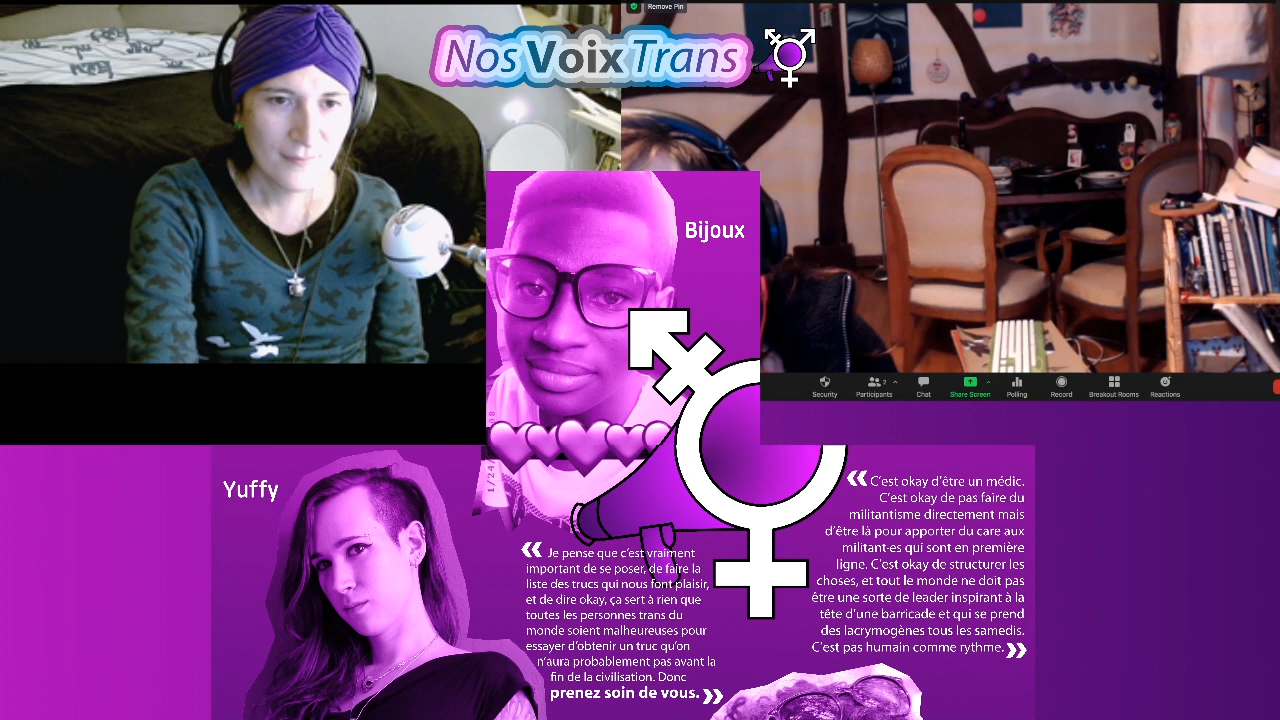 Remove Pin
Nos Voix Trans
Bijoux
Security
Participants
2
Chat
Share Screen
Polling
Record
Breakout Rooms
Reactions
Yuffy
« Je pense que c'est vraiment
important de se poser, de faire la
liste des trucs qui nous font plaisir,
et de dire okay, ça sert à rien que
toutes les personnes trans du
monde soient malheureuses pour
essayer d'obtenir un truc qu'on
n'aura probablement pas avant la
fin de la civilisation. Donc
prenez soin de vous. »
« C'est okay d'être un médic.
C'est okay de pas faire du
militantisme directement mais
d'être là pour apporter du care aux
militant·es qui sont en première
ligne. C'est okay de structurer les
choses, et tout le monde ne doit pas
être une sorte de leader inspirant à la
tête d'une barricade et qui se prend
des lacrymogènes tous les samedis.
C'est pas humain comme rythme. »